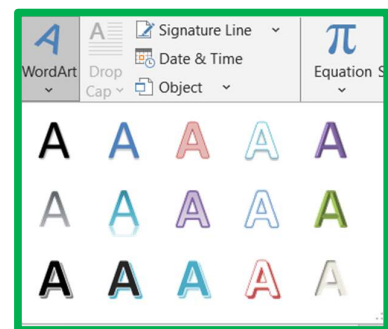 A A Signature Line
Date & Time
WordArt Drop Cap Object π Equation S
A A A A A
A A A A A
A A A A A